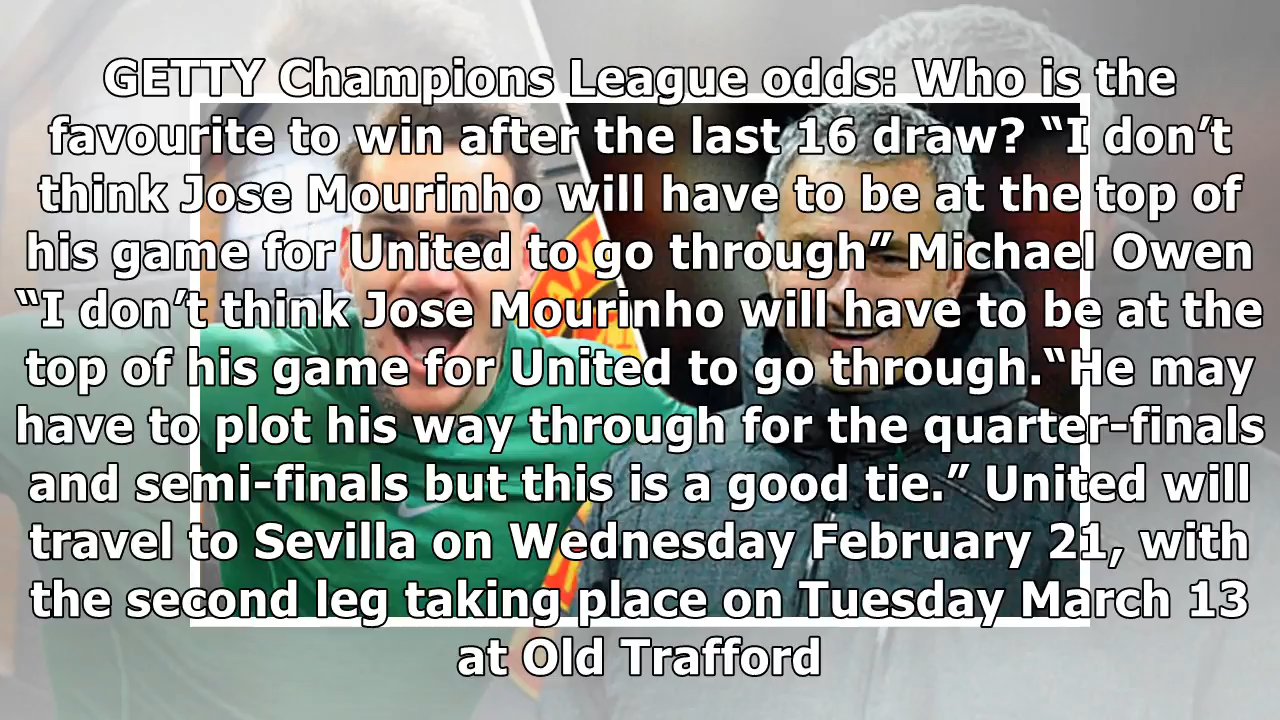 GETTY Champions League odds: Who is the
favourite to win after the last 16 draw? “I don’t
think Jose Mourinho will have to be at the top of
his game for United to go through” Michael Owen
“I don’t think Jose Mourinho will have to be at the
top of his game for United to go through.“He may
have to plot his way through for the quarter-finals
and semi-finals but this is a good tie.” United will
travel to Sevilla on Wednesday February 21, with
the second leg taking place on Tuesday March 13
at Old Trafford